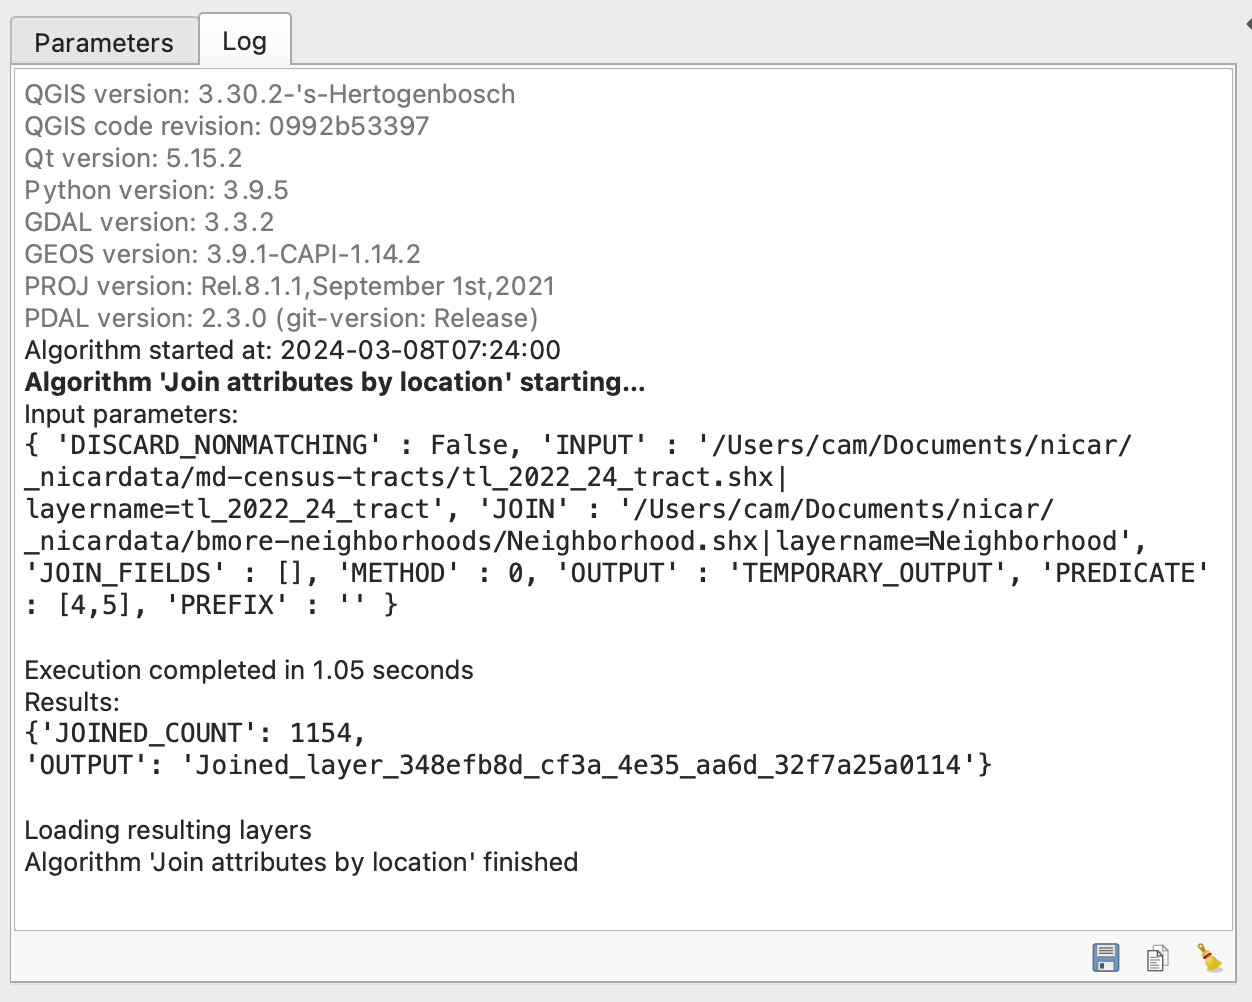 Parameters
Log
QGIS version: 3.30.2-'s-Hertogenbosch
QGIS code revision: 0992b53397
Qt version: 5.15.2
Python version: 3.9.5
GDAL version: 3.3.2
GEOS version: 3.9.1-CAPI-1.14.2
PROJ version: Rel.8.1.1,September 1st,2021
PDAL version: 2.3.0 (git-version: Release)
Algorithm started at: 2024-03-08T07:24:00
Algorithm 'Join attributes by location' starting…
Input parameters:
{ 'DISCARD_NONMATCHING' : False, 'INPUT' : '/Users/cam/Documents/nicar/
_nicardata/md-census-tracts/tl_2022_24_tract.shx|
layername=tl_2022_24_tract', 'JOIN' : '/Users/cam/Documents/nicar/
_nicardata/bmore-neighborhoods/Neighborhood.shx|layername=Neighborhood',
'JOIN_FIELDS' : [], 'METHOD' : 0, 'OUTPUT' : 'TEMPORARY_OUTPUT', 'PREDICATE'
: [4,5], 'PREFIX' : '' }
Execution completed in 1.05 seconds
Results:
{'JOINED_COUNT': 1154,
'OUTPUT': 'Joined_layer_348efb8d_cf3a_4e35_aa6d_32f7a25a0114'}
Loading resulting layers
Algorithm 'Join attributes by location' finished